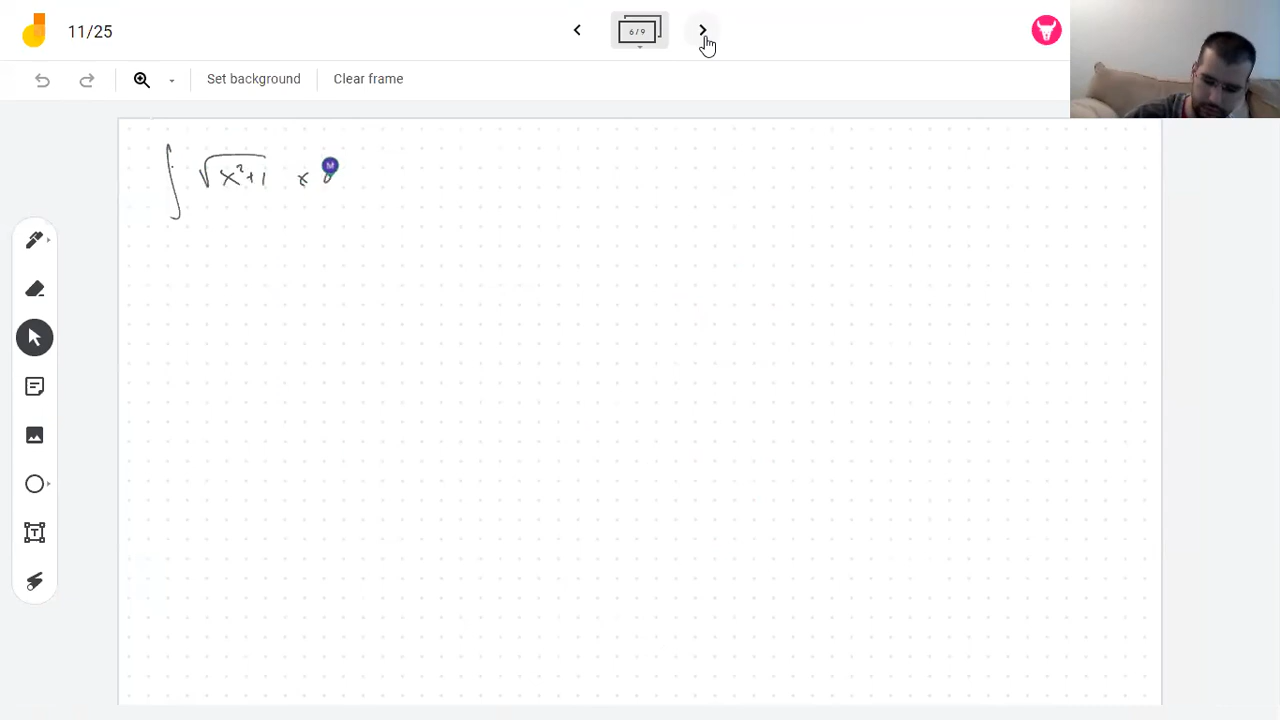 11/25
6 / 9
Set background
Clear frame
∫ √x²+1 x
M
T